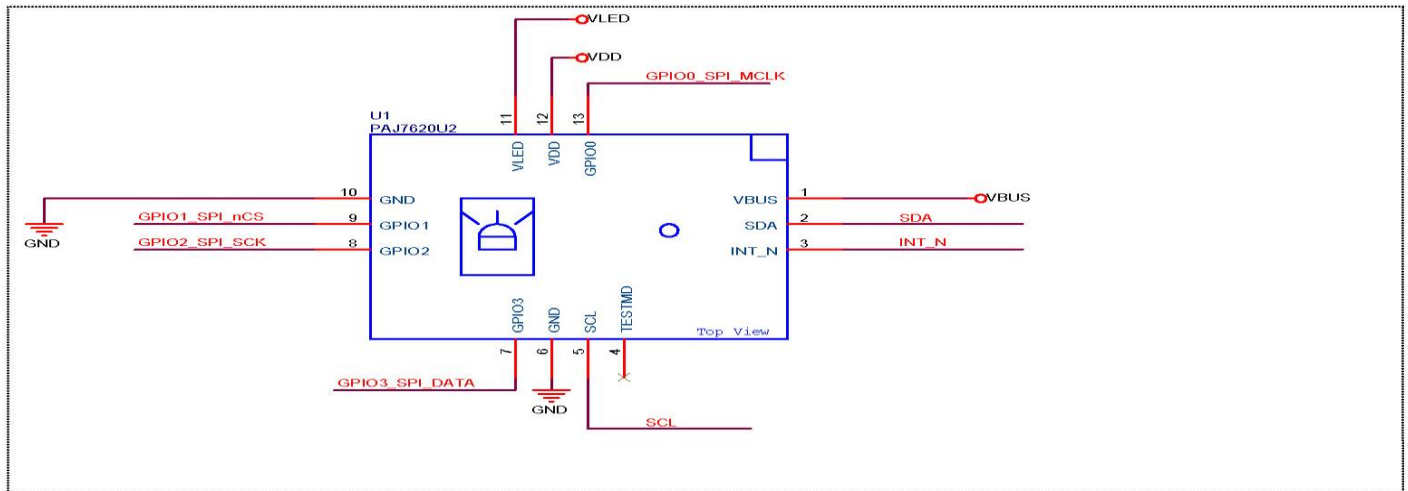 VLED
VDD
GPIO0_SPI_MCLK
U1
PAJ7620U2
11
12
13
VLED
VDD
GPIO0
10
GND
VBUS
1
VBUS
GPIO1_SPI_nCS
9
GPIO1
SDA
2
SDA
GND
GPIO2_SPI_SCK
8
GPIO2
INT_N
3
INT_N
GPIO3
GND
SCL
TESTMD
Top View
7
6
5
4
GPIO3_SPI_DATA
GND
SCL